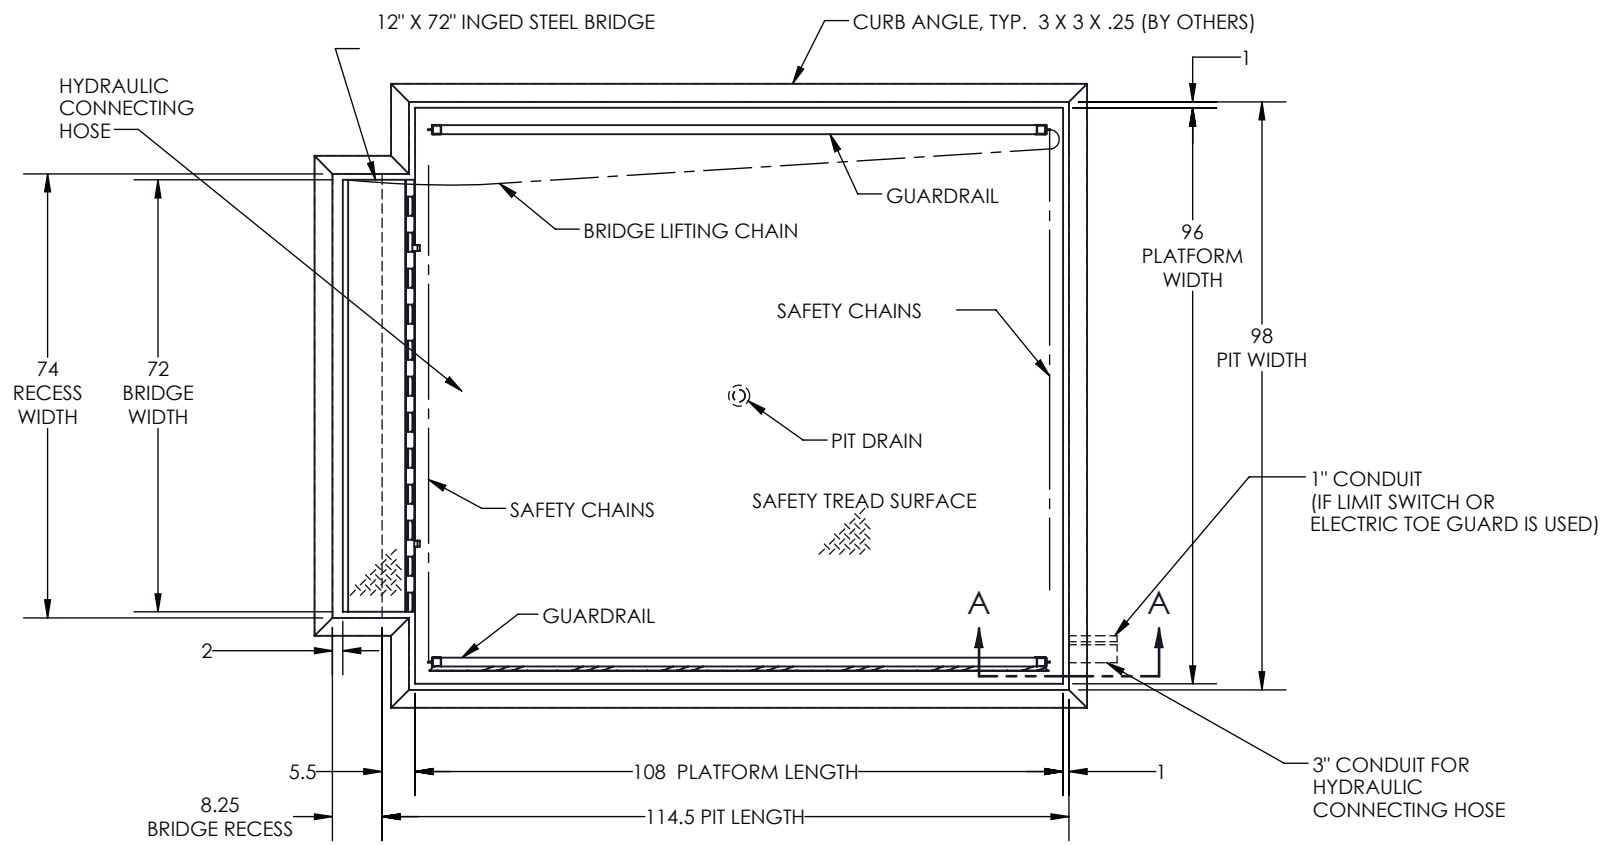 12" X 72" INGED STEEL BRIDGE
CURB ANGLE, TYP. 3 X 3 X .25 (BY OTHERS)
1
HYDRAULIC
CONNECTING
HOSE
GUARDRAIL
BRIDGE LIFTING CHAIN
96
PLATFORM
WIDTH
SAFETY CHAINS
98
PIT WIDTH
74
RECESS
WIDTH
72
BRIDGE
WIDTH
PIT DRAIN
1" CONDUIT
(IF LIMIT SWITCH OR
ELECTRIC TOE GUARD IS USED)
SAFETY CHAINS
SAFETY TREAD SURFACE
A
A
GUARDRAIL
2
5.5
108 PLATFORM LENGTH
1
3" CONDUIT FOR
HYDRAULIC
CONNECTING HOSE
8.25
BRIDGE RECESS
114.5 PIT LENGTH